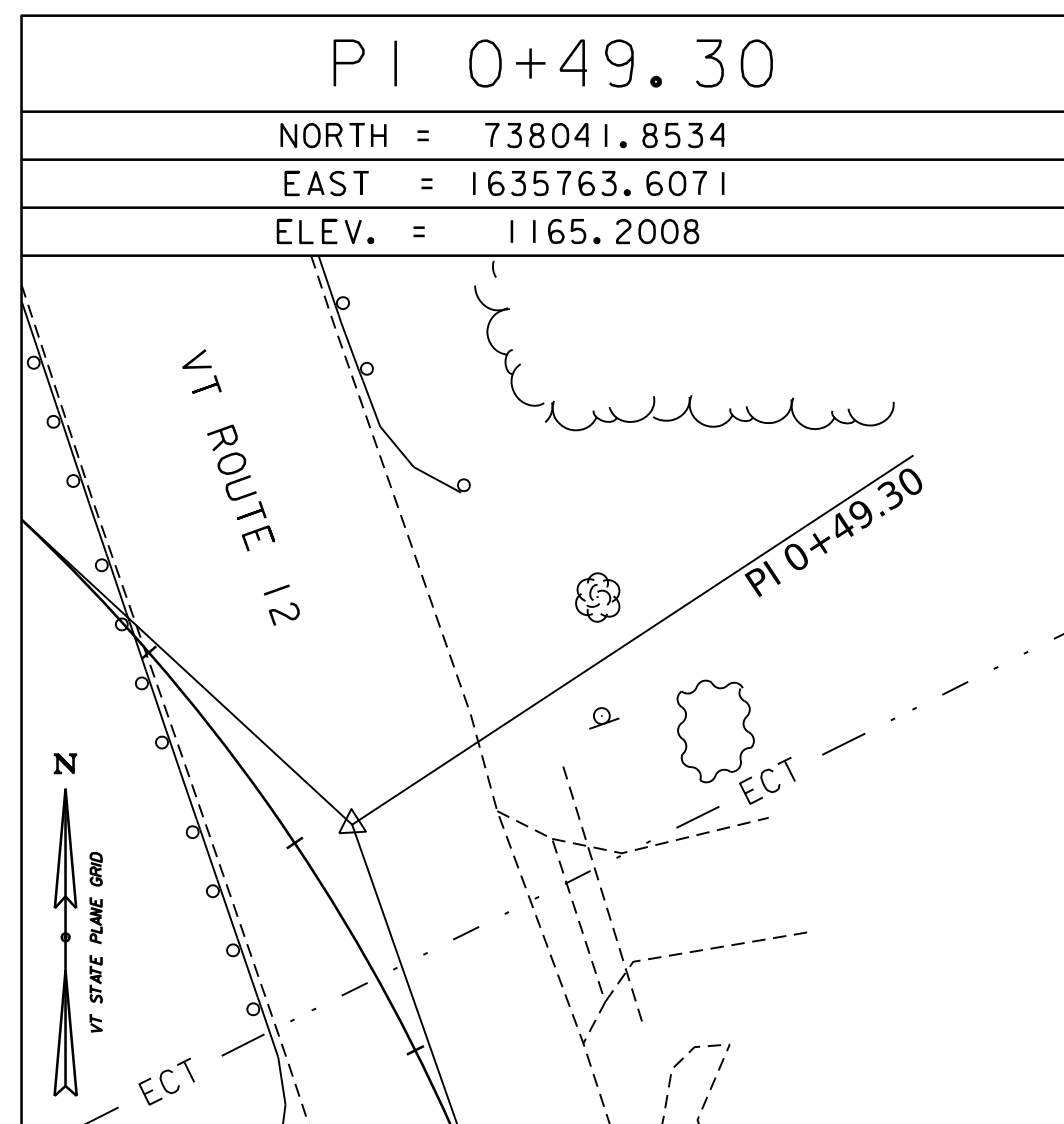 PI 0+49.30
NORTH = 738041.8534
EAST = 1635763.6071
ELEV. = 1165.2008
VT ROUTE 12
PI 0+49.30
N
VT STATE PLANE GRID
ECT
ECT